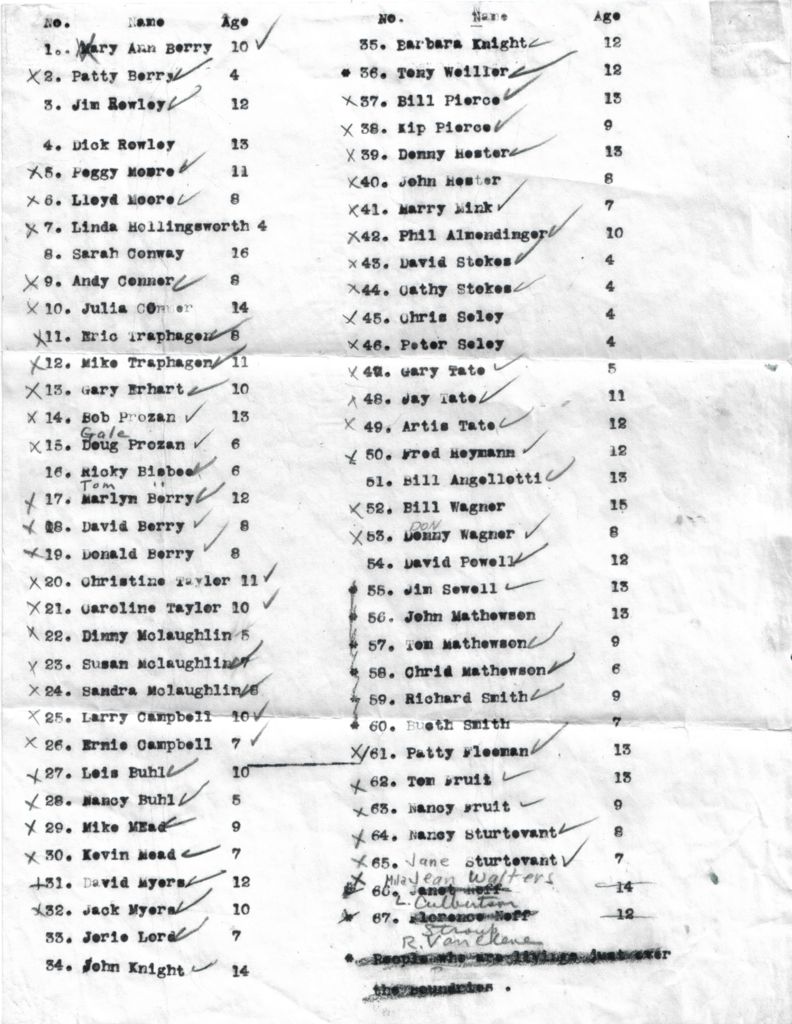 No. Name Age
1. Mary Ann Berry 10 ✓
X 2. Patty Berry ✓ 4
3. Jim Rowley ✓ 12
4. Dick Rowley 13
X 5. Peggy Moore ✓ 11
X 6. Lloyd Moore ✓ 8
X 7. Linda Hollingsworth 4
8. Sarah Conway 16
X 9. Andy Conner ✓ 8
X 10. Julia Conner 14
X 11. Eric Traphagen ✓ 8
X 12. Mike Traphagen ✓ 11
X 13. Gary Erhart ✓ 10
X 14. Bob Prozan ✓ 13
Gale
X 15. Doug Prozan ✓ 6
16. Ricky Bisbee ✓ 6
Tom "
X 17. Marlyn Berry ✓ 12
X 18. David Berry ✓ 8
X 19. Donald Berry ✓ 8
X 20. Christine Taylor 11 ✓
X 21. Caroline Taylor 10 ✓
X 22. Dinny Mclaughlin 5
X 23. Susan Mclaughlin ✓ 7
X 24. Sandra Mclaughlin ✓ 8
X 25. Larry Campbell 10 ✓
X 26. Ernie Campbell 7 ✓
X 27. Lois Buhl ✓ 10
X 28. Nancy Buhl ✓ 5
X 29. Mike MEad ✓ 9
X 30. Kevin Mead ✓ 7
X 31. David Myers ✓ 12
X 32. Jack Myers ✓ 10
33. Jerie Lord ✓ 7
34. John Knight ✓ 14
No. Name Age
35. Barbara Knight ✓ 12
* 36. Tony Weiller ✓ 12
X 37. Bill Pierce ✓ 13
X 38. Kip Pierce ✓ 9
X 39. Denny Hester ✓ 13
X 40. John Hester 8
X 41. Harry Mink ✓ 7
X 42. Phil Almendinger ✓ 10
X 43. David Stokes ✓ 4
X 44. Cathy Stokes ✓ 4
X 45. Chris Seley 4
X 46. Peter Seley 4
X 47. Gary Tate ✓ 5
X 48. Jay Tate ✓ 11
X 49. Artis Tate ✓ 12
X 50. Fred Heymann ✓ 12
51. Bill Angellotti ✓ 13
X 52. Bill Wagner 15
DON
X 53. Denny Wagner ✓ 8
54. David Powell ✓ 12
* 55. Jim Sewell ✓ 13
* 56. John Mathewson 13
* 57. Tom Mathewson ✓ 9
* 58. Chrid Mathewson ✓ 6
* 59. Richard Smith ✓ 9
* 60. Bueth Smith 7
X 61. Patty Fleeman ✓ 13
X 62. Tom Fruit ✓ 13
X 63. Nancy Fruit ✓ 9
X 64. Nancy Sturtevant ✓ 8
X 65. Jane Sturtevant ✓ 7
X Jean Walters
66. Janet Neff 14
L. Culbertson
67. Florence Neff 12
Stroup
R. VanCleve
* People who are livinge just over
the boundries .